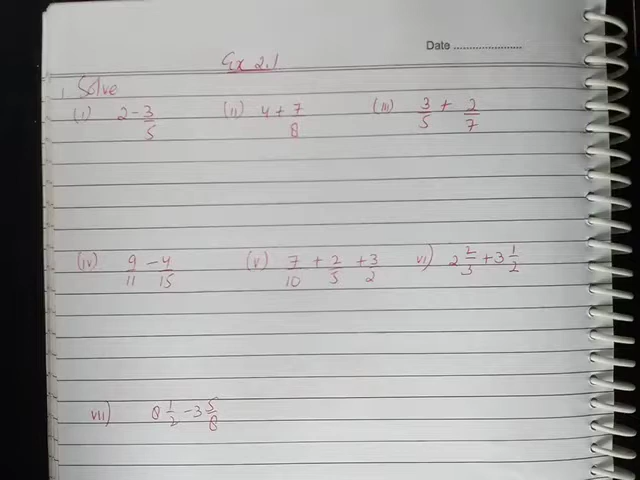 Date ........................
Ex 2.1
1. Solve
(i) 2 - 3/5 (ii) 4 + 7/8 (iii) 3/5 + 2/7
(iv) 9/11 - 4/15 (v) 7/10 + 2/5 + 3/2 vi) 2 2/3 + 3 1/2
vii) 8 1/2 - 3 5/8